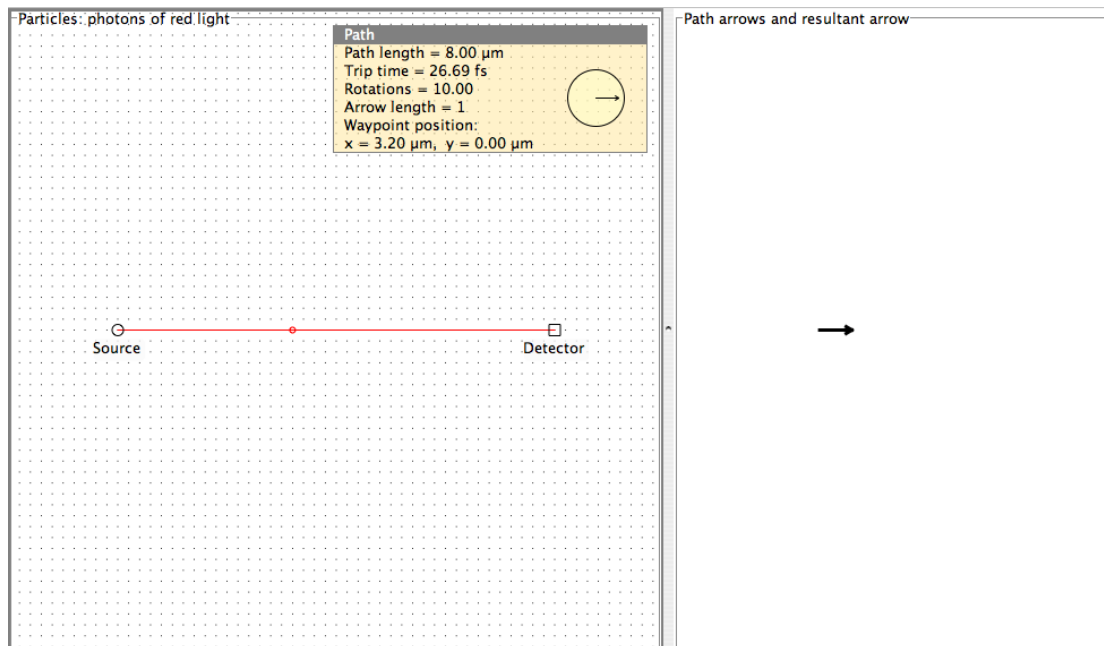 Particles: photons of red light
Path
Path length = 8.00 µm
Trip time = 26.69 fs
Rotations = 10.00
Arrow length = 1
Waypoint position:
x = 3.20 µm, y = 0.00 µm
Source
Detector
Path arrows and resultant arrow